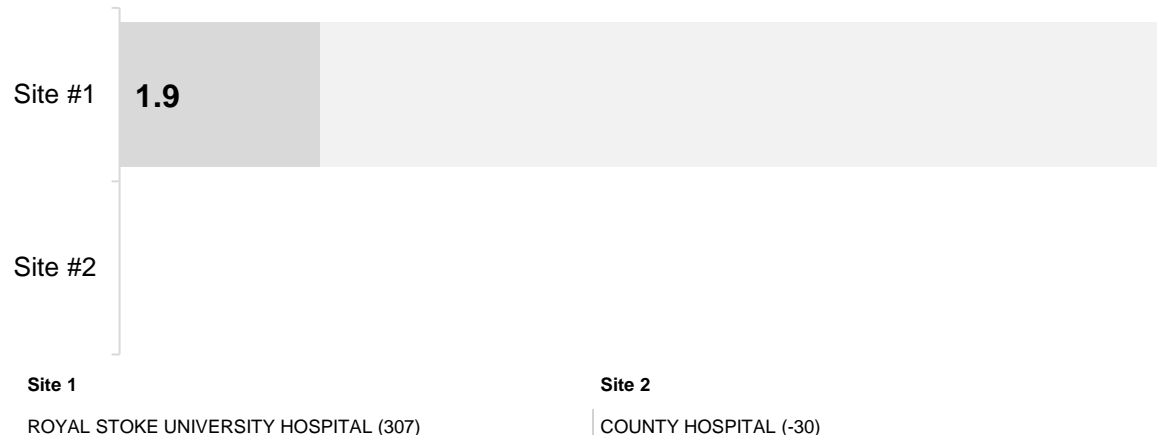 Site #1 1.9
Site #2
Site 1 Site 2
ROYAL STOKE UNIVERSITY HOSPITAL (307) COUNTY HOSPITAL (-30)